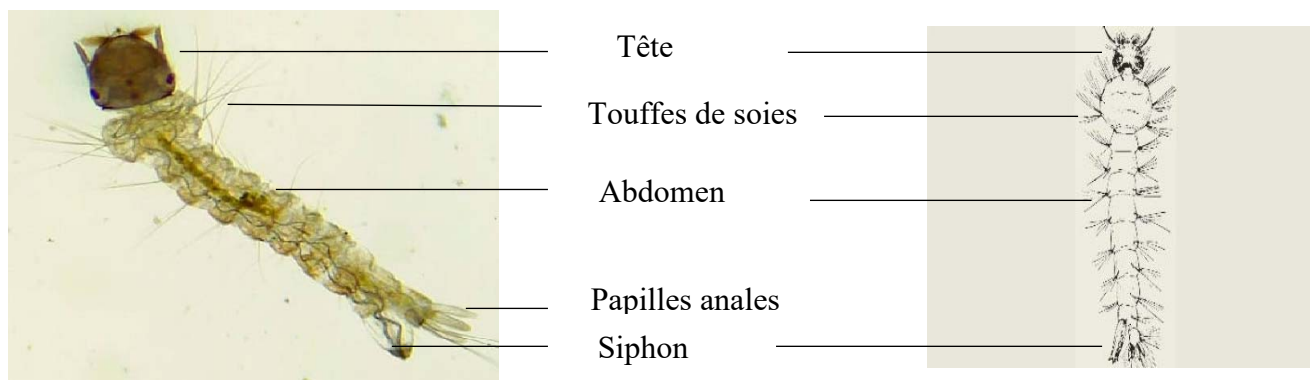 Tête
Touffes de soies
Abdomen
Papilles anales
Siphon